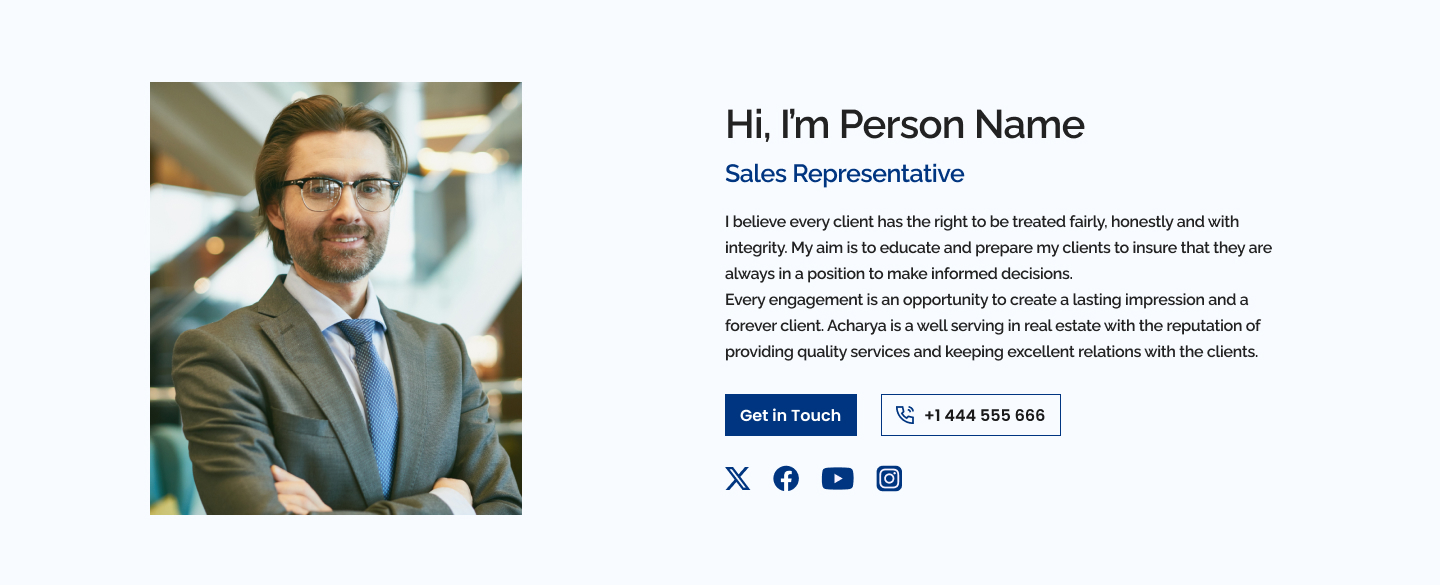 Hi, I'm Person Name
Sales Representative
I believe every client has the right to be treated fairly, honestly and with
integrity. My aim is to educate and prepare my clients to insure that they are
always in a position to make informed decisions.
Every engagement is an opportunity to create a lasting impression and a
forever client. Acharya is a well serving in real estate with the reputation of
providing quality services and keeping excellent relations with the clients.
Get in Touch
+1 444 555 666